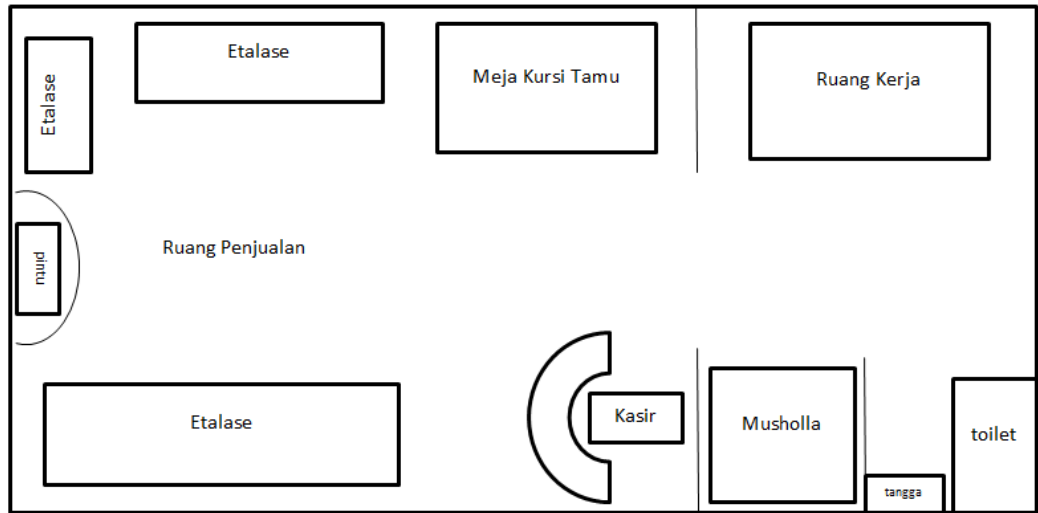 Etalase
Etalase
Meja Kursi Tamu
Ruang Kerja
pintu
Ruang Penjualan
Etalase
Kasir
Musholla
toilet
tangga